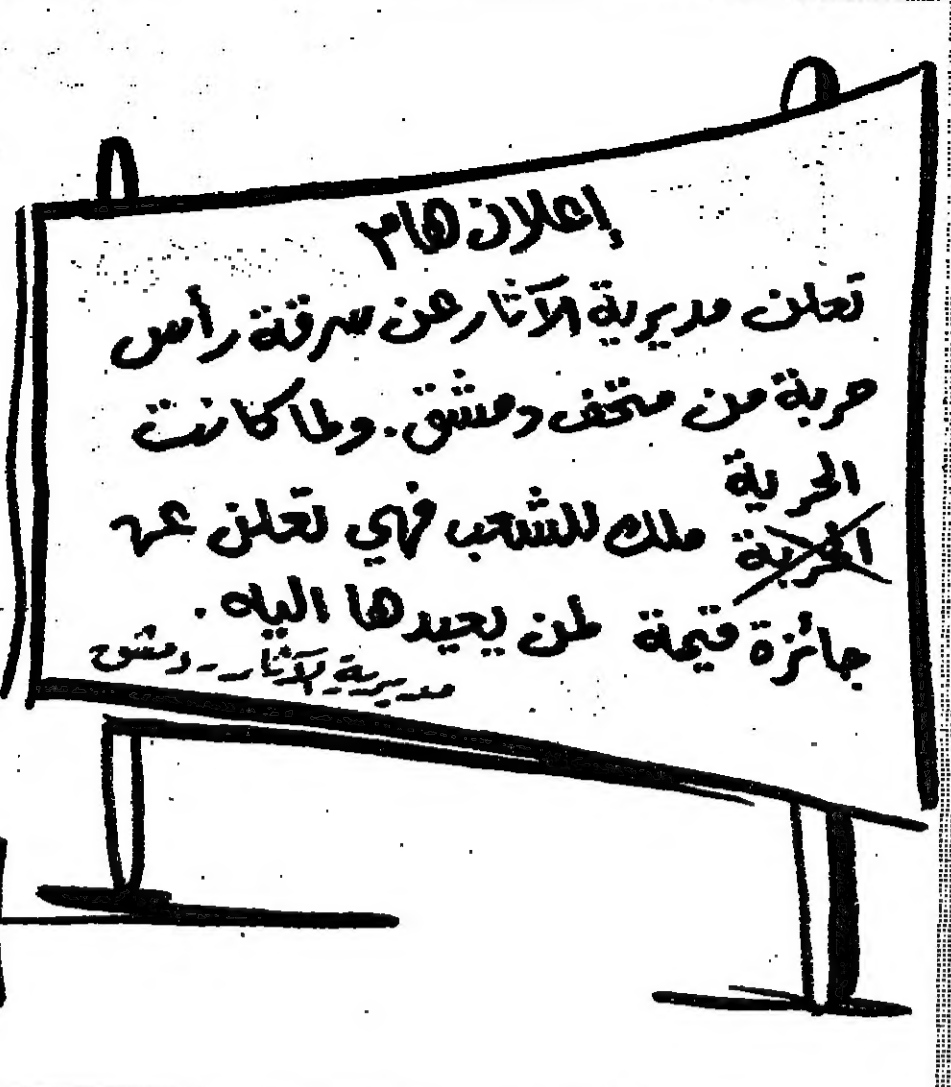 إعلان هام
تعلن مديرية الآثار عن سرقة رأس
حربة من متحف دمشق. ولما كانت
الحرية
الحربة ملك للشعب فهي تعلن عن
جائزة قيمة لمن يعيدها اليه.
مديرية الآثار - دمشق